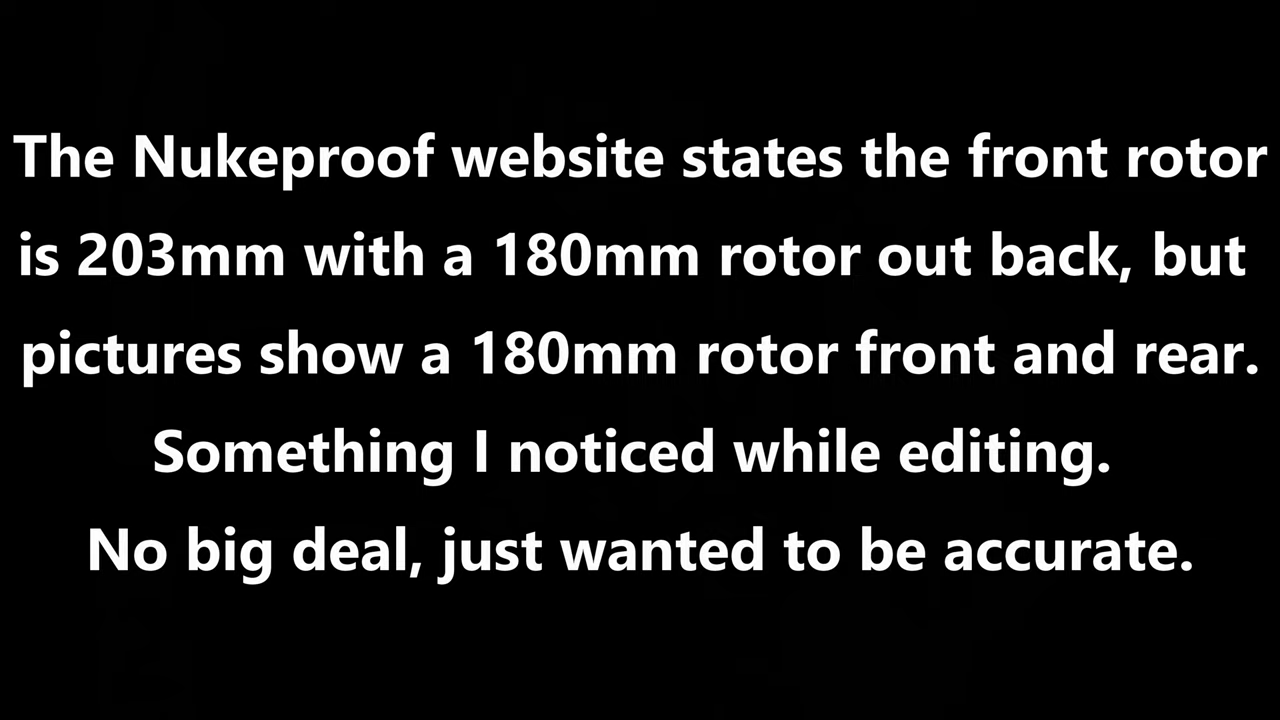 The Nukeproof website states the front rotor
is 203mm with a 180mm rotor out back, but
pictures show a 180mm rotor front and rear.
Something I noticed while editing.
No big deal, just wanted to be accurate.